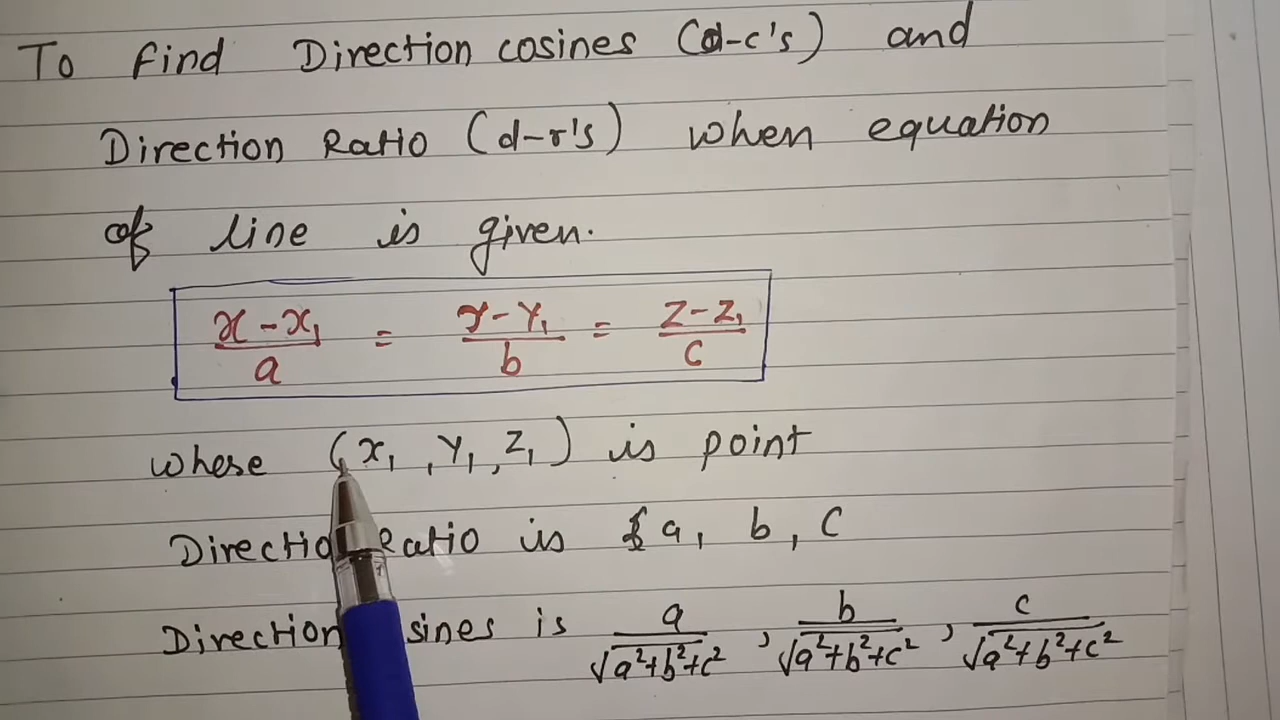 To find Direction cosines (d-c's) and
Direction Ratio (d-r's) when equation
of line is given.
x - x₁/a = y - y₁/b = z - z₁/c
where (x₁, y₁, z₁) is point
Direction Ratio is a, b, c
Direction sines is a/√a²+b²+c², b/√a²+b²+c², c/√a²+b²+c²